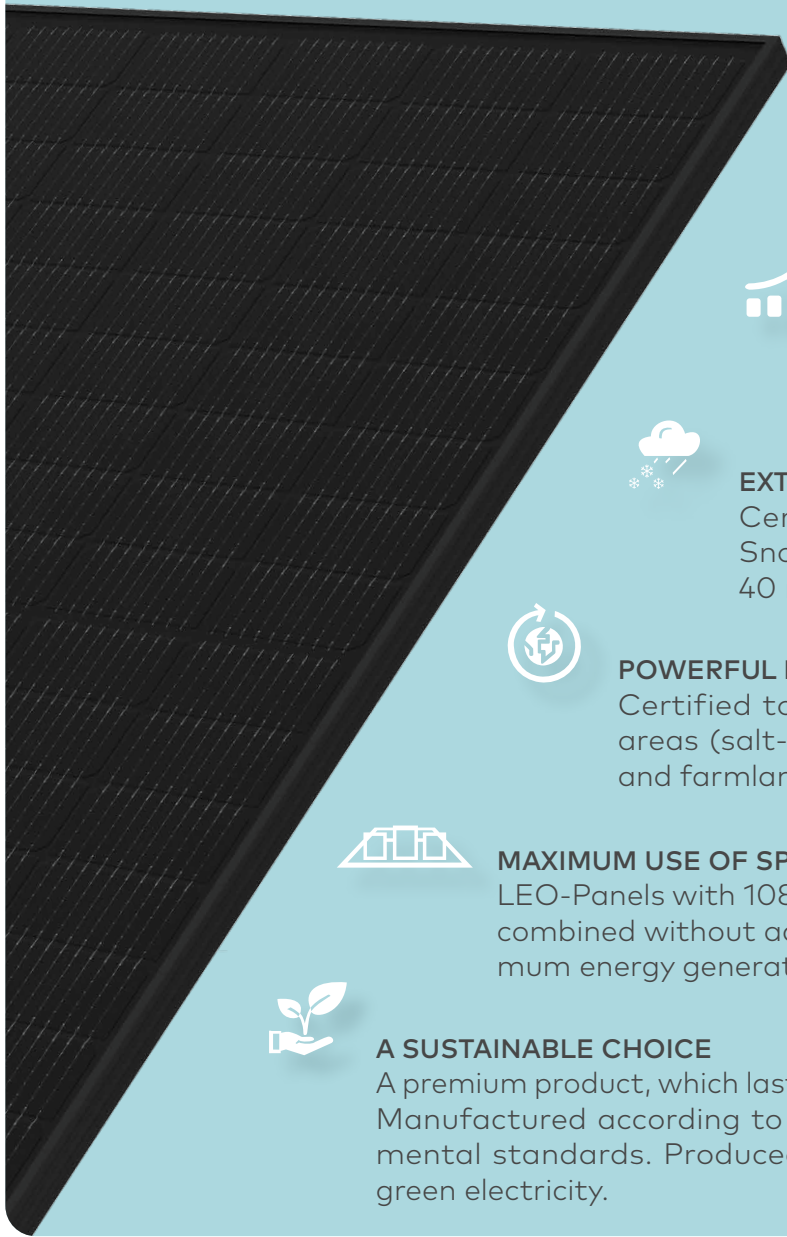 EXT
Cer
Sno
40
POWERFUL
Certified to
areas (salt-
and farmlan
MAXIMUM USE OF SP
LEO-Panels with 108
combined without ad
mum energy generat
A SUSTAINABLE CHOICE
A premium product, which last
Manufactured according to
mental standards. Produced
green electricity.